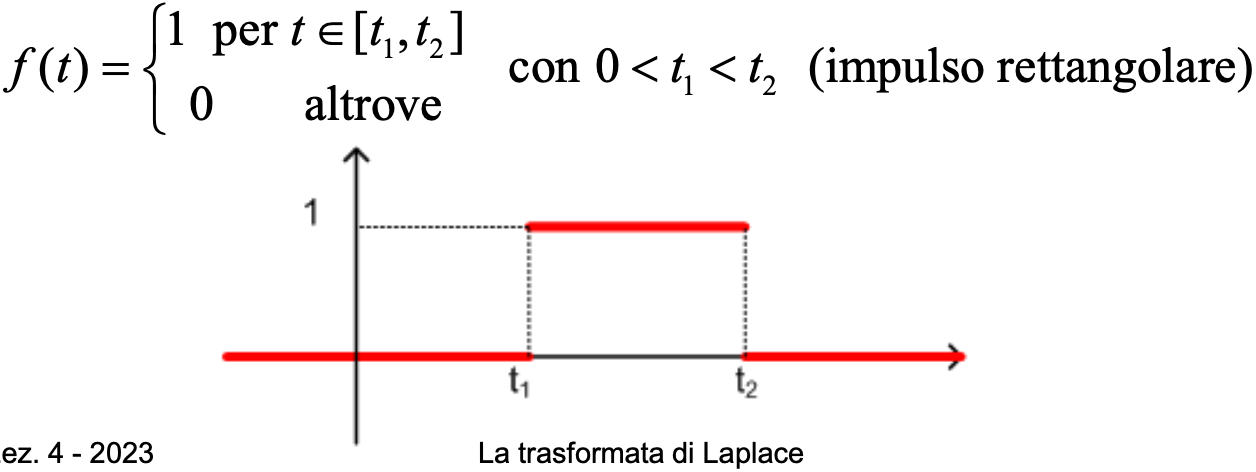 f(t) = { 1 per t ∈ [t₁, t₂]
0 altrove
con 0 < t₁ < t₂ (impulso rettangolare)
1
t₁ t₂
ez. 4 - 2023 La trasformata di Laplace